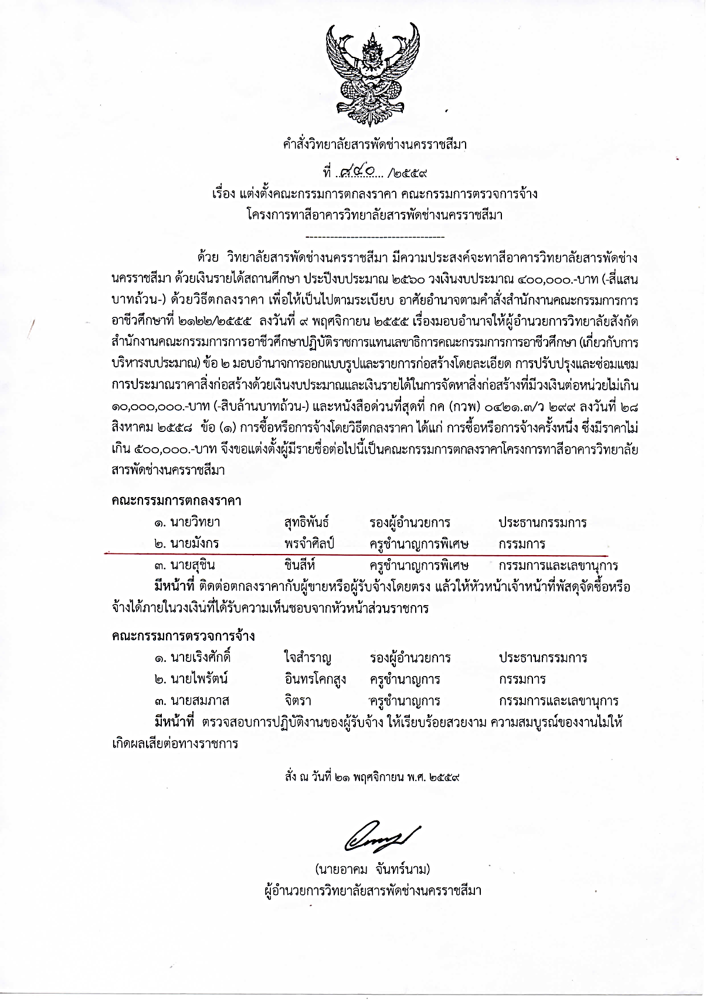 คำสั่งวิทยาลัยสารพัดช่างนครราชสีมา
ที่ ..๙๔๐.. /๒๕๕๙
เรื่อง แต่งตั้งคณะกรรมการตกลงราคา คณะกรรมการตรวจการจ้าง
โครงการทาสีอาคารวิทยาลัยสารพัดช่างนครราชสีมา
----------------------------------
ด้วย วิทยาลัยสารพัดช่างนครราชสีมา มีความประสงค์จะทาสีอาคารวิทยาลัยสารพัดช่าง
นครราชสีมา ด้วยเงินรายได้สถานศึกษา ประปีงบประมาณ ๒๕๖๐ วงเงินงบประมาณ ๔๐๐,๐๐๐.-บาท (-สี่แสน
บาทถ้วน-) ด้วยวิธีตกลงราคา เพื่อให้เป็นไปตามระเบียบ อาศัยอำนาจตามคำสั่งสำนักงานคณะกรรมการการ
อาชีวศึกษาที่ ๒๑๒๒/๒๕๕๕ ลงวันที่ ๙ พฤศจิกายน ๒๕๕๕ เรื่องมอบอำนาจให้ผู้อำนวยการวิทยาลัยสังกัด
สำนักงานคณะกรรมการการอาชีวศึกษาปฏิบัติราชการแทนเลขาธิการคณะกรรมการการอาชีวศึกษา (เกี่ยวกับการ
บริหารงบประมาณ) ข้อ ๒ มอบอำนาจการออกแบบรูปและรายการก่อสร้างโดยละเอียด การปรับปรุงและซ่อมแซม
การประมาณราคาสิ่งก่อสร้างด้วยเงินงบประมาณและเงินรายได้ในการจัดหาสิ่งก่อสร้างที่มีวงเงินต่อหน่วยไม่เกิน
๑๐,๐๐๐,๐๐๐.-บาท (-สิบล้านบาทถ้วน-) และหนังสือด่วนที่สุดที่ กค (กวพ) ๐๔๒๑.๓/ว ๒๙๙ ลงวันที่ ๒๘
สิงหาคม ๒๕๕๘ ข้อ (๑) การซื้อหรือการจ้างโดยวิธีตกลงราคา ได้แก่ การซื้อหรือการจ้างครั้งหนึ่ง ซึ่งมีราคาไม่
เกิน ๕๐๐,๐๐๐.-บาท จึงขอแต่งตั้งผู้มีรายชื่อต่อไปนี้เป็นคณะกรรมการตกลงราคาโครงการทาสีอาคารวิทยาลัย
สารพัดช่างนครราชสีมา
คณะกรรมการตกลงราคา
๑. นายวิทยา สุทธิพันธ์ รองผู้อำนวยการ ประธานกรรมการ
๒. นายมังกร พรจำศิลป์ ครูชำนาญการพิเศษ กรรมการ
๓. นายสุชิน ชินสีห์ ครูชำนาญการพิเศษ กรรมการและเลขานุการ
มีหน้าที่ ติดต่อตกลงราคากับผู้ขายหรือผู้รับจ้างโดยตรง แล้วให้หัวหน้าเจ้าหน้าที่พัสดุจัดซื้อหรือ
จ้างได้ภายในวงเงินที่ได้รับความเห็นชอบจากหัวหน้าส่วนราชการ
คณะกรรมการตรวจการจ้าง
๑. นายเริงศักดิ์ ใจสำราญ รองผู้อำนวยการ ประธานกรรมการ
๒. นายไพรัตน์ อินทรโคกสูง ครูชำนาญการ กรรมการ
๓. นายสมภาส จิตรา ครูชำนาญการ กรรมการและเลขานุการ
มีหน้าที่ ตรวจสอบการปฏิบัติงานของผู้รับจ้าง ให้เรียบร้อยสวยงาม ความสมบูรณ์ของงานไม่ให้
เกิดผลเสียต่อทางราชการ
สั่ง ณ วันที่ ๒๑ พฤศจิกายน พ.ศ. ๒๕๕๙
(นายอาคม จันทร์นาม)
ผู้อำนวยการวิทยาลัยสารพัดช่างนครราชสีมา